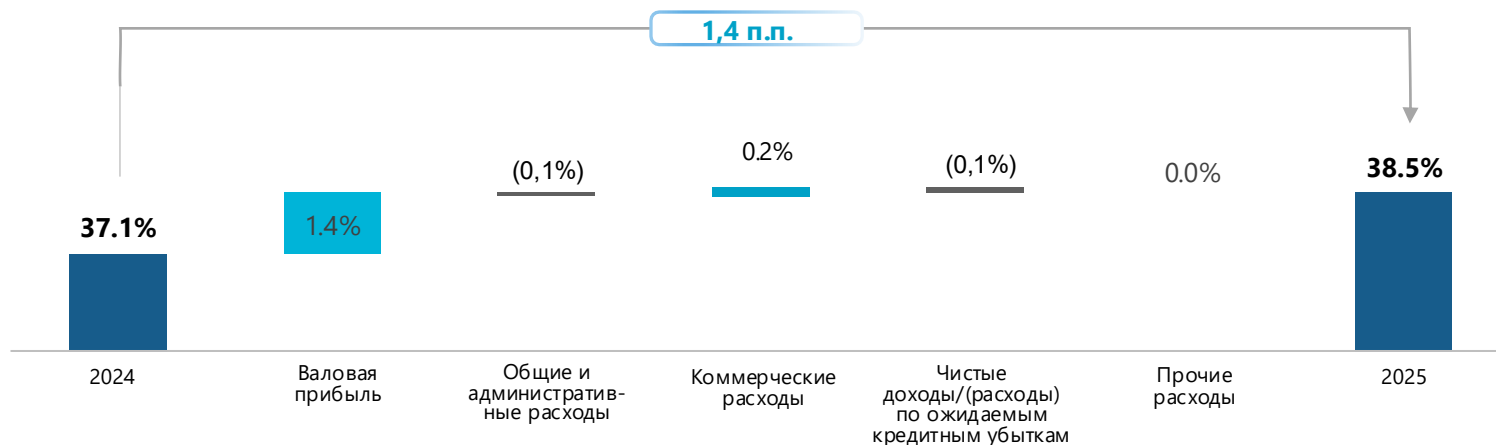 1,4 п.п.
(0,1%)
0.2%
(0,1%)
0.0%
38.5%
37.1%
1.4%
2024
Валовая
прибыль
Общие и
административ-
ные расходы
Коммерческие
расходы
Чистые
доходы/(расходы)
по ожидаемым
кредитным убыткам
Прочие
расходы
2025